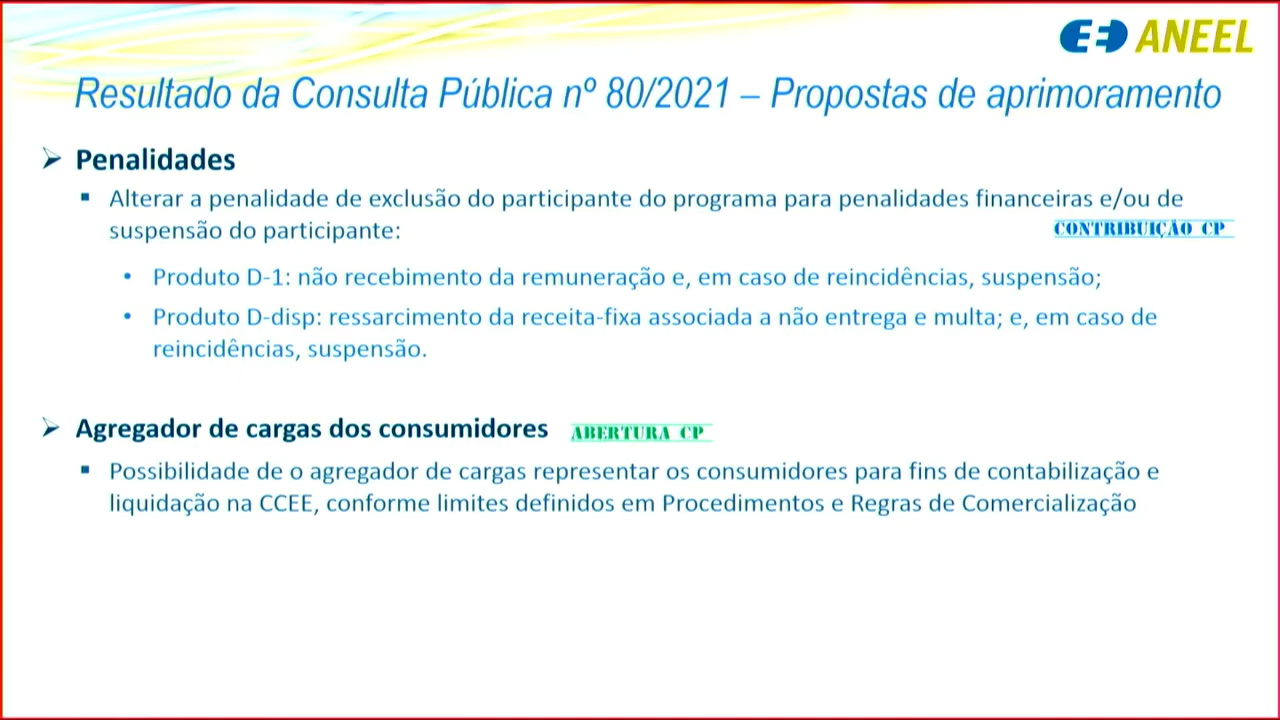 ANEEL
Resultado da Consulta Pública nº 80/2021 – Propostas de aprimoramento
Penalidades
Alterar a penalidade de exclusão do participante do programa para penalidades financeiras e/ou de
suspensão do participante:
CONTRIBUIÇÃO CP
Produto D-1: não recebimento da remuneração e, em caso de reincidências, suspensão;
Produto D-disp: ressarcimento da receita-fixa associada a não entrega e multa; e, em caso de
reincidências, suspensão.
Agregador de cargas dos consumidores
ABERTURA CP
Possibilidade de o agregador de cargas representar os consumidores para fins de contabilização e
liquidação na CCEE, conforme limites definidos em Procedimentos e Regras de Comercialização